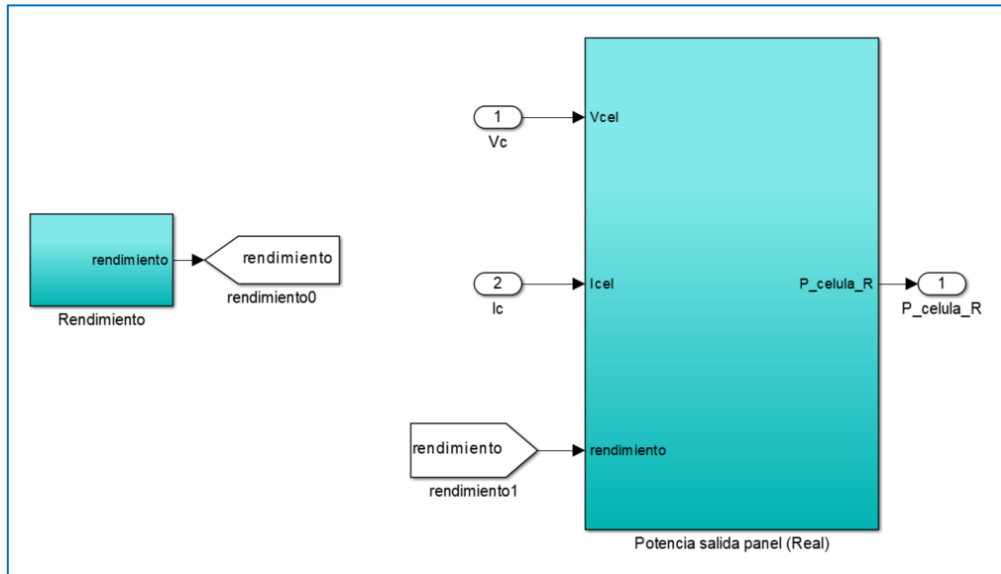 rendimiento
Rendimiento
rendimiento
rendimiento0
1
Vc
2
Ic
rendimiento
rendimiento1
Vcel
Icel
rendimiento
P_celula_R
Potencia salida panel (Real)
1
P_celula_R